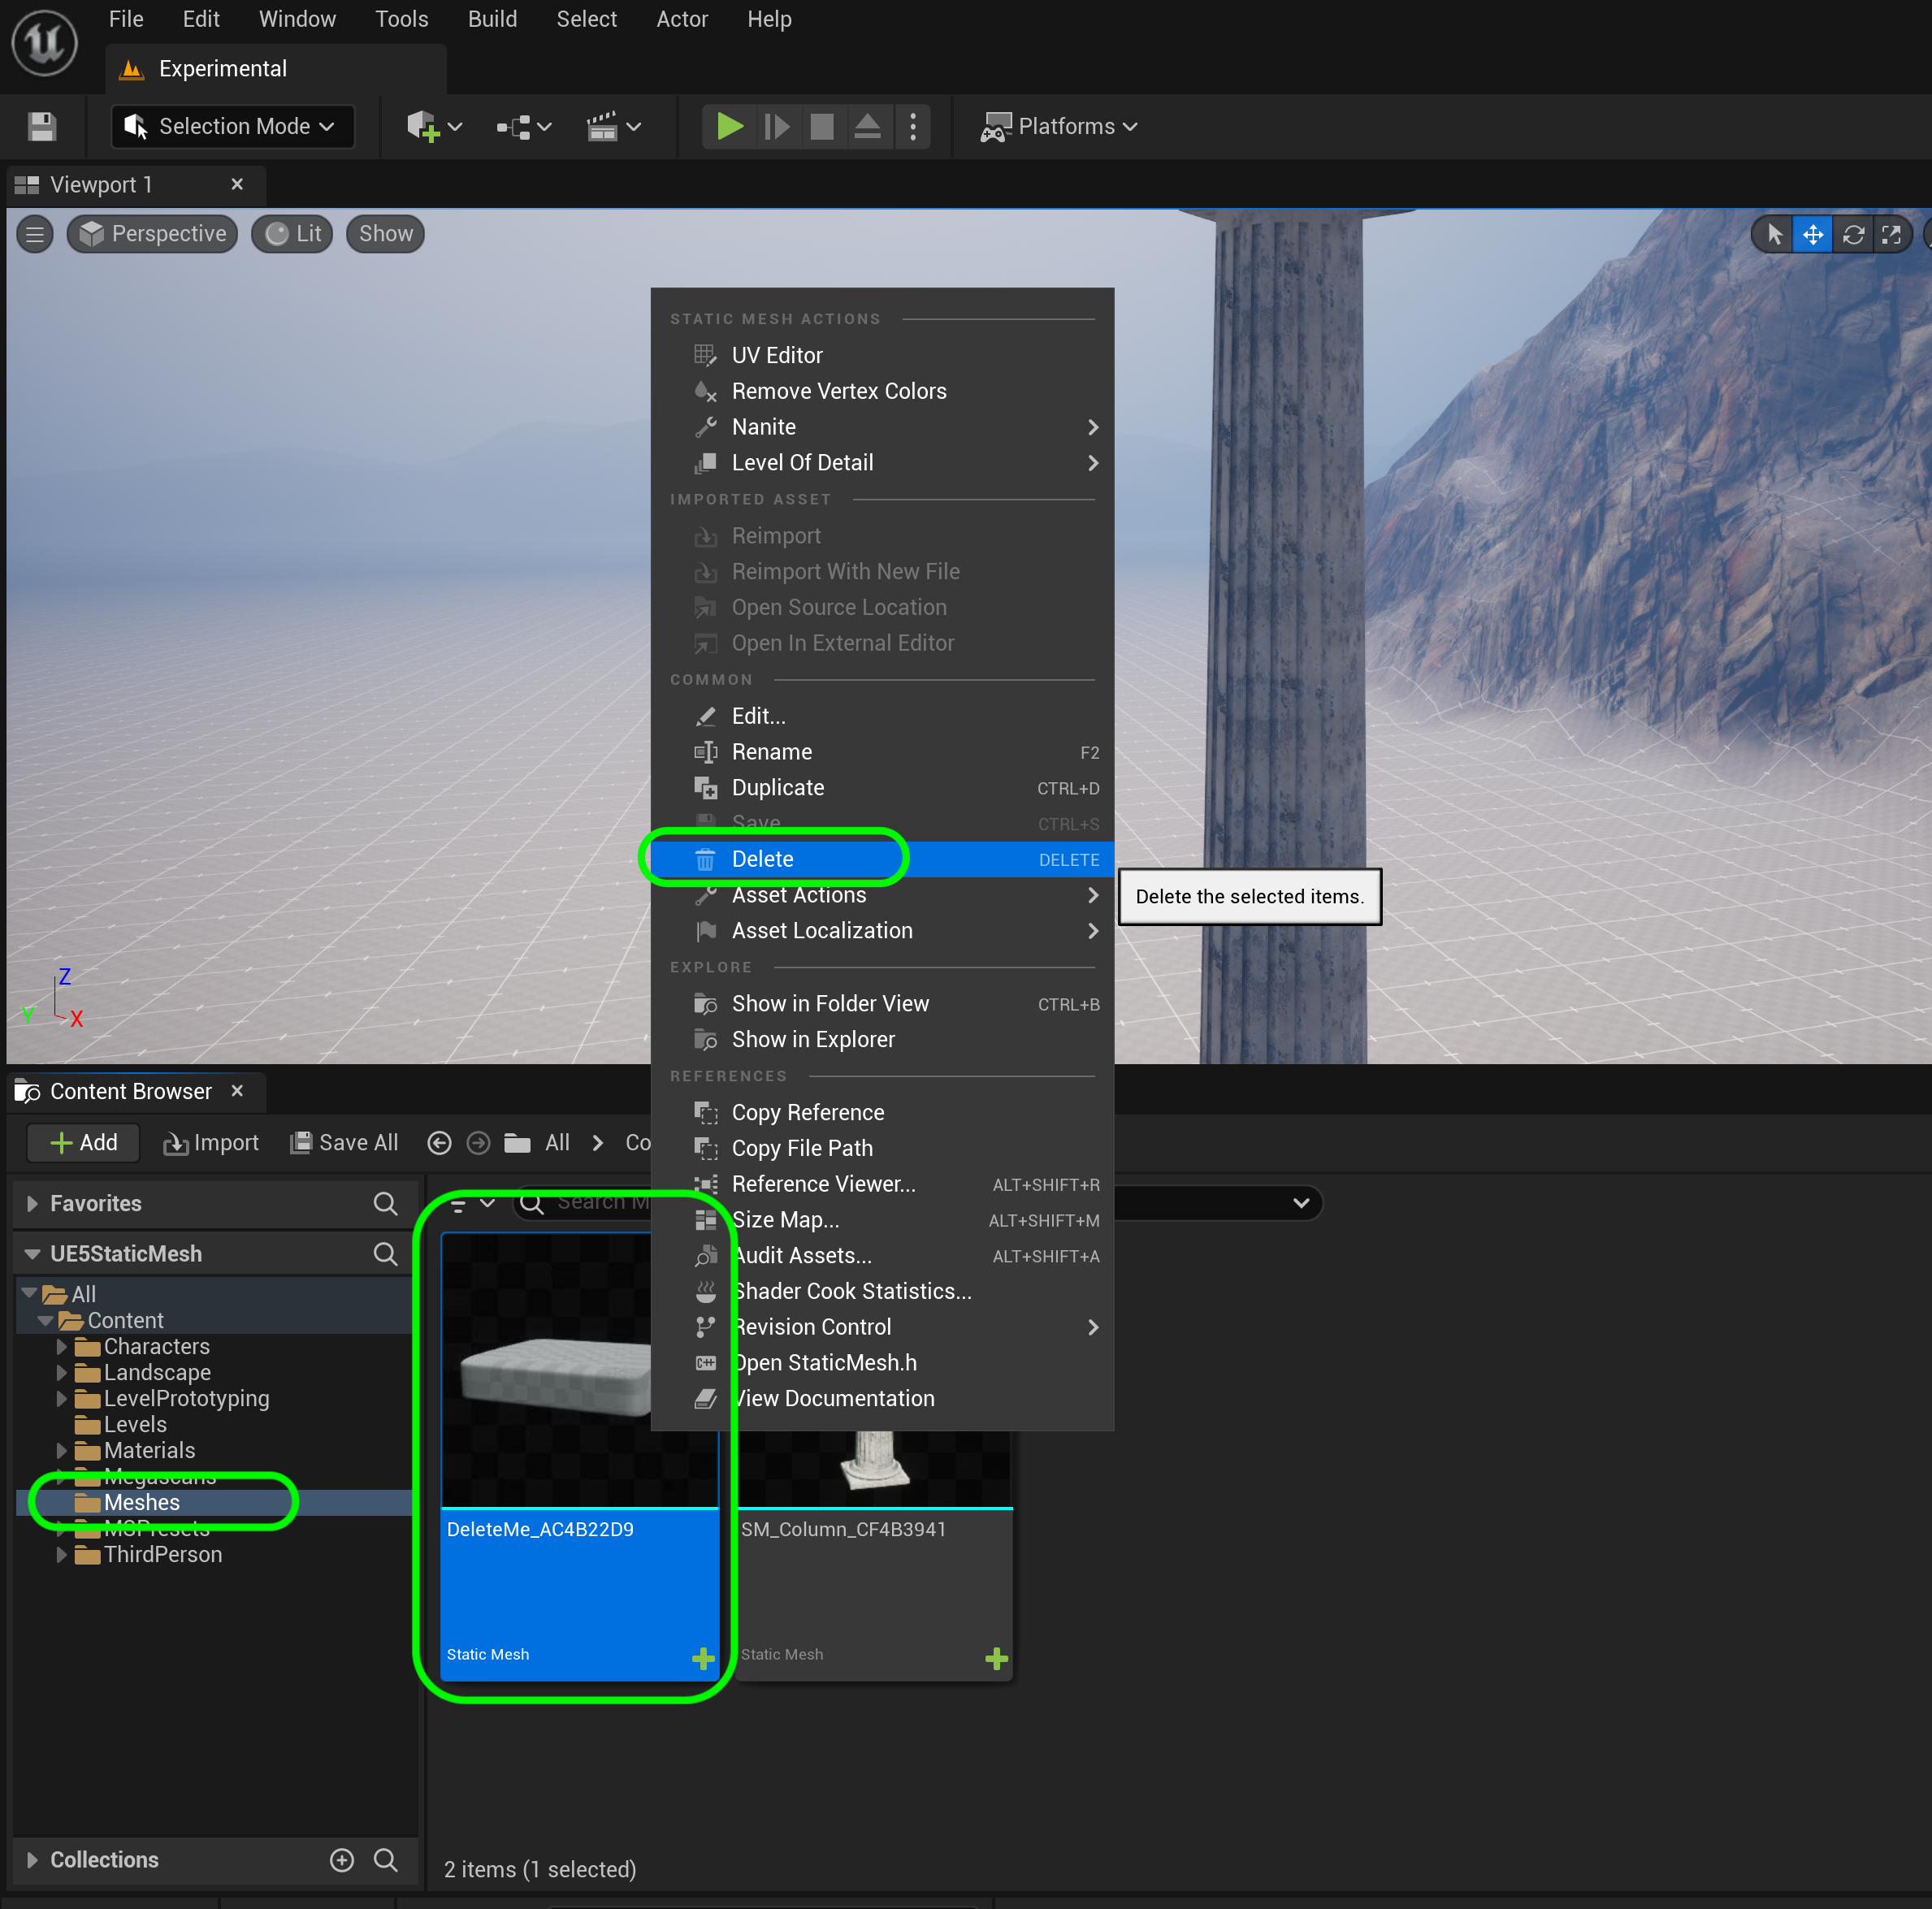 File Edit Window Tools Build Select Actor Help
Experimental
Selection Mode
Platforms
Viewport 1
Perspective Lit Show
STATIC MESH ACTIONS
UV Editor
Remove Vertex Colors
Nanite
Level Of Detail
IMPORTED ASSET
Reimport
Reimport With New File
Open Source Location
Open In External Editor
COMMON
Edit...
Rename F2
Duplicate CTRL+D
Save CTRL+S
Delete DELETE
Delete the selected items.
Asset Actions
Asset Localization
EXPLORE
Show in Folder View CTRL+B
Show in Explorer
REFERENCES
Copy Reference
Copy File Path
Reference Viewer... ALT+SHIFT+R
Size Map... ALT+SHIFT+M
Audit Assets... ALT+SHIFT+A
Shader Cook Statistics...
Revision Control
Open StaticMesh.h
View Documentation
Z
Y
X
Content Browser
Add Import Save All All Co
Favorites
Search M
UE5StaticMesh
All
Content
Characters
Landscape
LevelPrototyping
Levels
Materials
Megascans
Meshes
MSPresets
ThirdPerson
DeleteMe_AC4B22D9
Static Mesh
SM_Column_CF4B3941
Static Mesh
Collections
2 items (1 selected)